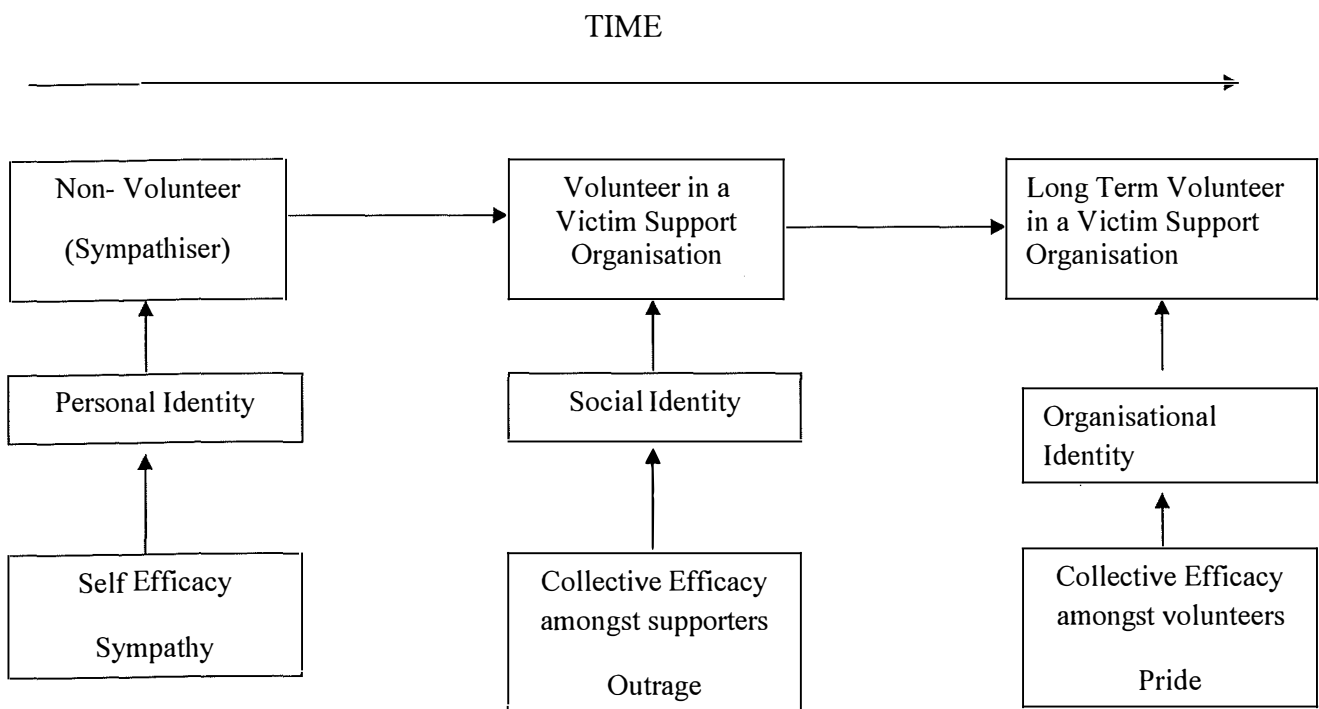 TIME
Non- Volunteer
(Sympathiser)
Volunteer in a
Victim Support
Organisation
Long Term Volunteer
in a Victim Support
Organisation
Personal Identity
Social Identity
Organisational
Identity
Self Efficacy
Sympathy
Collective Efficacy
amongst supporters
Outrage
Collective Efficacy
amongst volunteers
Pride